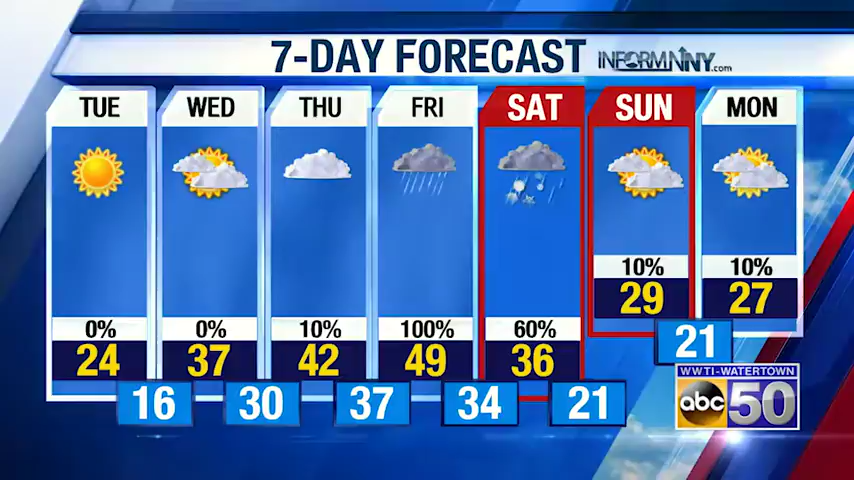 7-DAY FORECAST
INFORMNNY.com
TUE WED THU FRI SAT SUN MON
10% 10%
29 27
0% 0% 10% 100% 60%
24 37 42 49 36
21
16 30 37 34 21
WWTI-WATERTOWN
abc 50